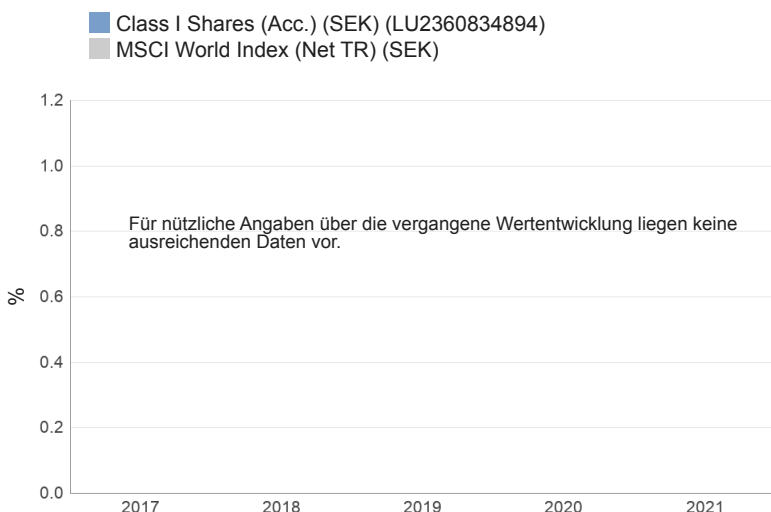 Class I Shares (Acc.) (SEK) (LU2360834894)
MSCI World Index (Net TR) (SEK)
1.2
1.0
Für nützliche Angaben über die vergangene Wertentwicklung liegen keine
ausreichenden Daten vor.
0.8
%
0.6
0.4
0.2
0.0
2017 2018 2019 2020 2021